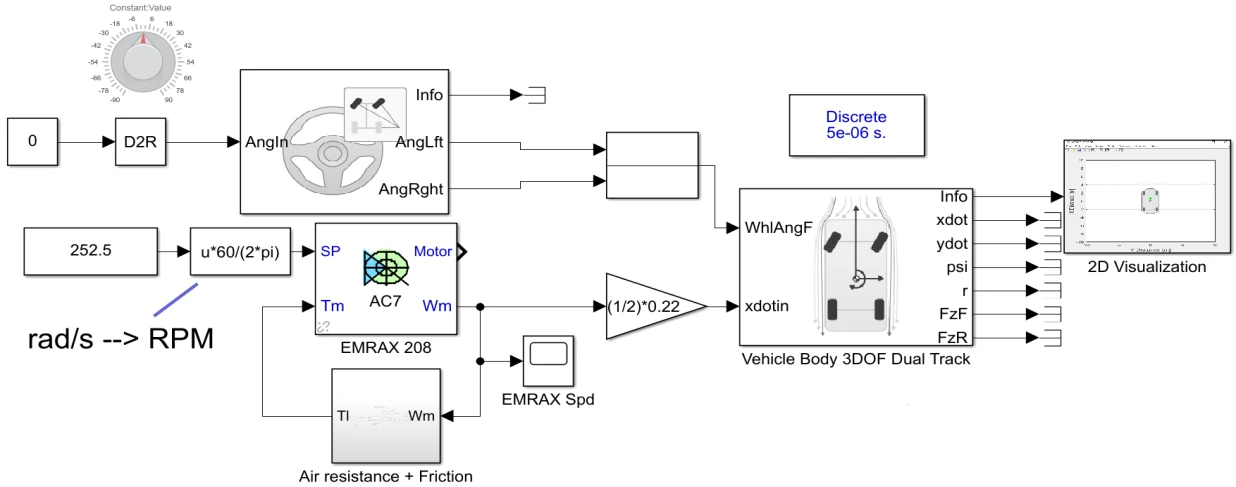 Constant:Value
-6 6
-18 18
-30 30
-42 42
-54 54
-66 66
-78 78
-90 90
0
D2R
AngIn
Info
AngLft
AngRght
Discrete
5e-06 s.
252.5
u*60/(2*pi)
SP
Motor
Tm
Wm
AC7
EMRAX 208
rad/s --> RPM
(1/2)*0.22
WhlAngF
xdotin
Info
xdot
ydot
psi
r
FzF
FzR
Vehicle Body 3DOF Dual Track
2D Visualization
EMRAX Spd
Tl
Wm
Air resistance + Friction